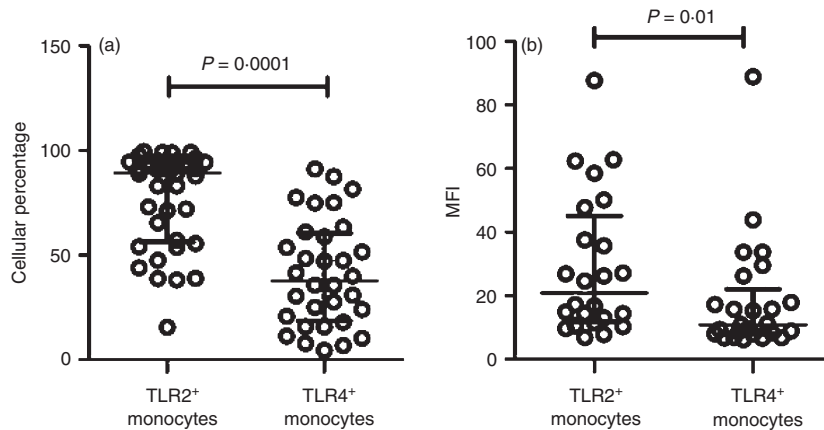 (a)
P = 0·0001
Cellular percentage
150
100
50
0
TLR2+
monocytes
TLR4+
monocytes
(b)
P = 0·01
MFI
100
80
60
40
20
0
TLR2+
monocytes
TLR4+
monocytes